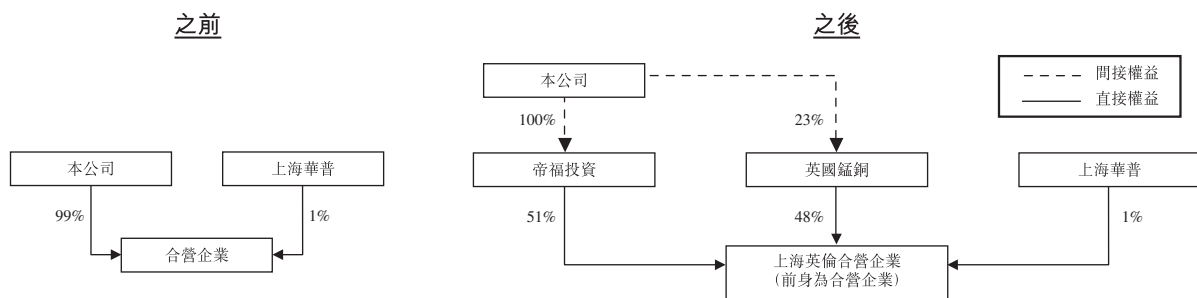 之前
本公司
上海華普
99%
1%
合營企業
之後
本公司
100%
23%
帝福投資
英國錳銅
上海華普
51%
48%
1%
上海英倫合營企業
(前身為合營企業)
間接權益
直接權益